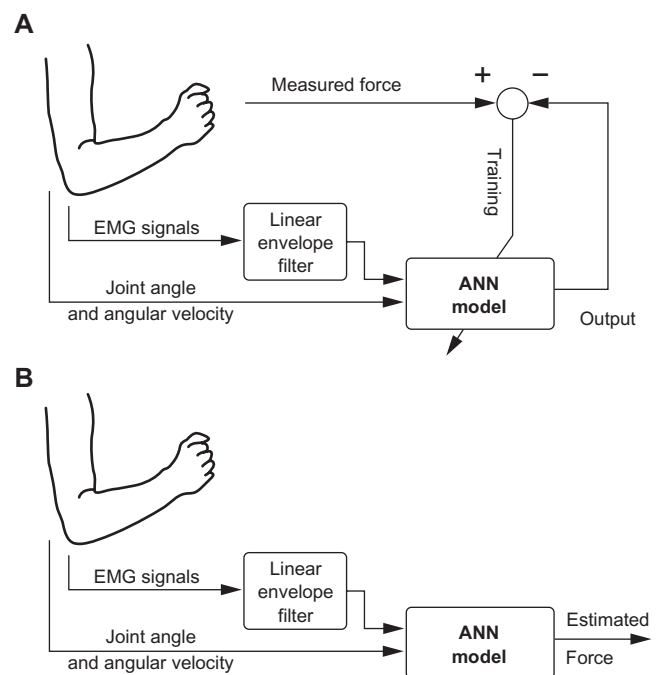 A
Measured force
+
−
Training
EMG signals
Linear
envelope
filter
Joint angle
and angular velocity
ANN
model
Output
B
EMG signals
Linear
envelope
filter
Joint angle
and angular velocity
ANN
model
Estimated
Force